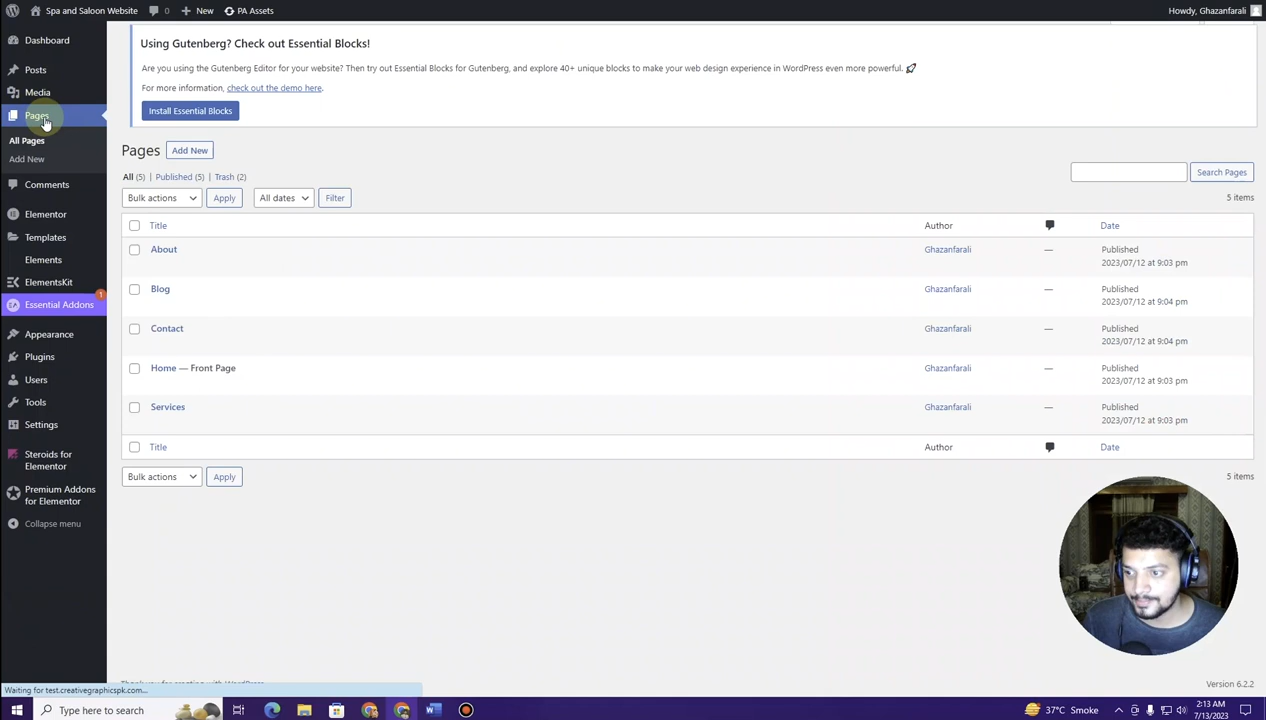 Spa and Saloon Website 0 New PA Assets Howdy, Ghazanfarali
Dashboard
Posts
Media
Pages
All Pages
Add New
Comments
Elementor
Templates
Elements
ElementsKit
Essential Addons 1
Appearance
Plugins
Users
Tools
Settings
Steroids for
Elementor
Premium Addons
for Elementor
Collapse menu
Using Gutenberg? Check out Essential Blocks!
Are you using the Gutenberg Editor for your website? Then try out Essential Blocks for Gutenberg, and explore 40+ unique blocks to make your web design experience in WordPress even more powerful. 🚀
For more information, check out the demo here.
Install Essential Blocks
Pages Add New
All (5) | Published (5) | Trash (2)
Search Pages
Bulk actions Apply All dates Filter 5 items
Title Author Date
About Ghazanfarali — Published
2023/07/12 at 9:03 pm
Blog Ghazanfarali — Published
2023/07/12 at 9:04 pm
Contact Ghazanfarali — Published
2023/07/12 at 9:04 pm
Home — Front Page Ghazanfarali — Published
2023/07/12 at 9:03 pm
Services Ghazanfarali — Published
2023/07/12 at 9:03 pm
Title Author Date
Bulk actions Apply 5 items
Version 6.2.2
Waiting for test.creativegraphicspk.com...
Type here to search
37°C Smoke
2:13 AM
7/13/2023